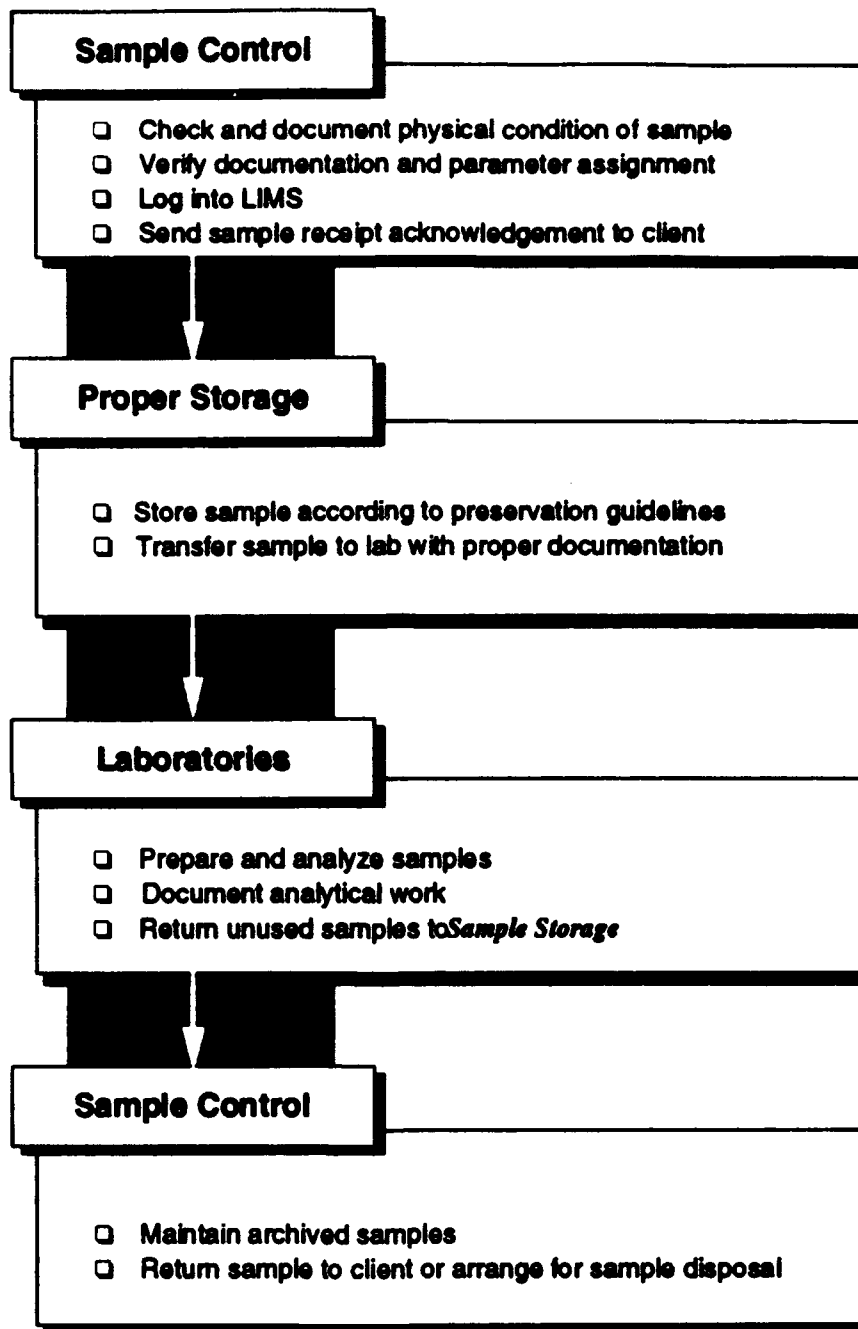 Sample Control
❑ Check and document physical condition of sample
❑ Verify documentation and parameter assignment
❑ Log into LIMS
❑ Send sample receipt acknowledgement to client
Proper Storage
❑ Store sample according to preservation guidelines
❑ Transfer sample to lab with proper documentation
Laboratories
❑ Prepare and analyze samples
❑ Document analytical work
❑ Return unused samples toSample Storage
Sample Control
❑ Maintain archived samples
❑ Return sample to client or arrange for sample disposal